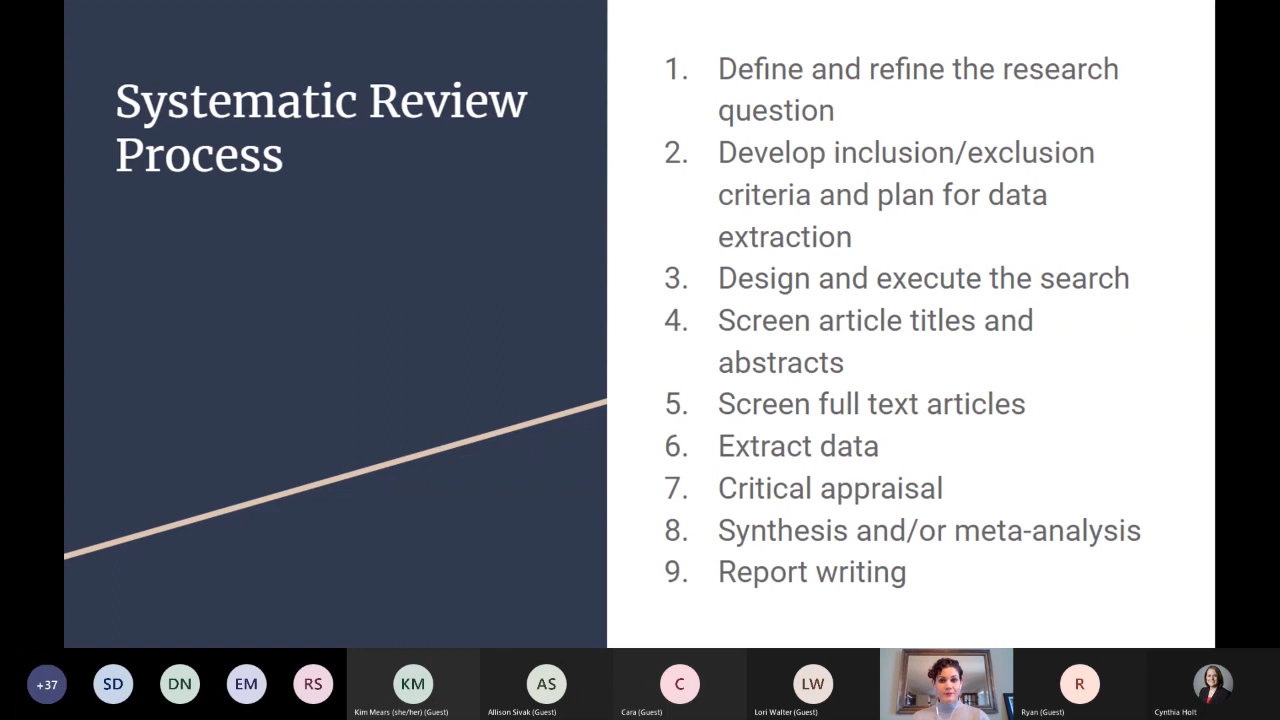 Systematic Review
Process
1. Define and refine the research
question
2. Develop inclusion/exclusion
criteria and plan for data
extraction
3. Design and execute the search
4. Screen article titles and
abstracts
5. Screen full text articles
6. Extract data
7. Critical appraisal
8. Synthesis and/or meta-analysis
9. Report writing
+37
SD
DN
EM
RS
KM
Kim Mears (she/her) (Guest)
AS
Allison Sivak (Guest)
C
Cara (Guest)
LW
Lori Walter (Guest)
R
Ryan (Guest)
Cynthia Holt